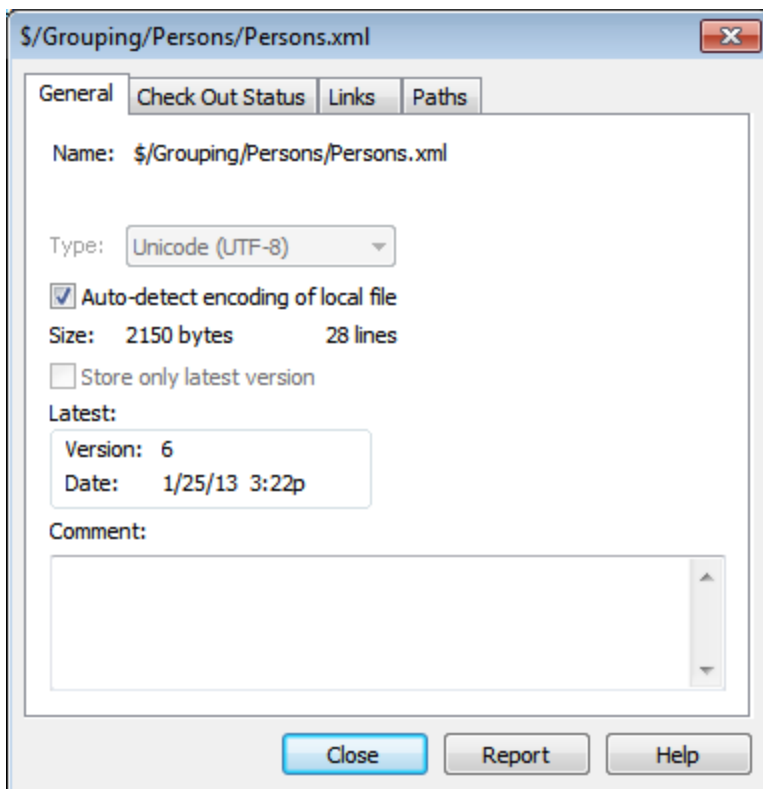 $/Grouping/Persons/Persons.xml
General Check Out Status Links Paths
Name: $/Grouping/Persons/Persons.xml
Type: Unicode (UTF-8)
Auto-detect encoding of local file
Size: 2150 bytes 28 lines
Store only latest version
Latest:
Version: 6
Date: 1/25/13 3:22p
Comment:
Close Report Help